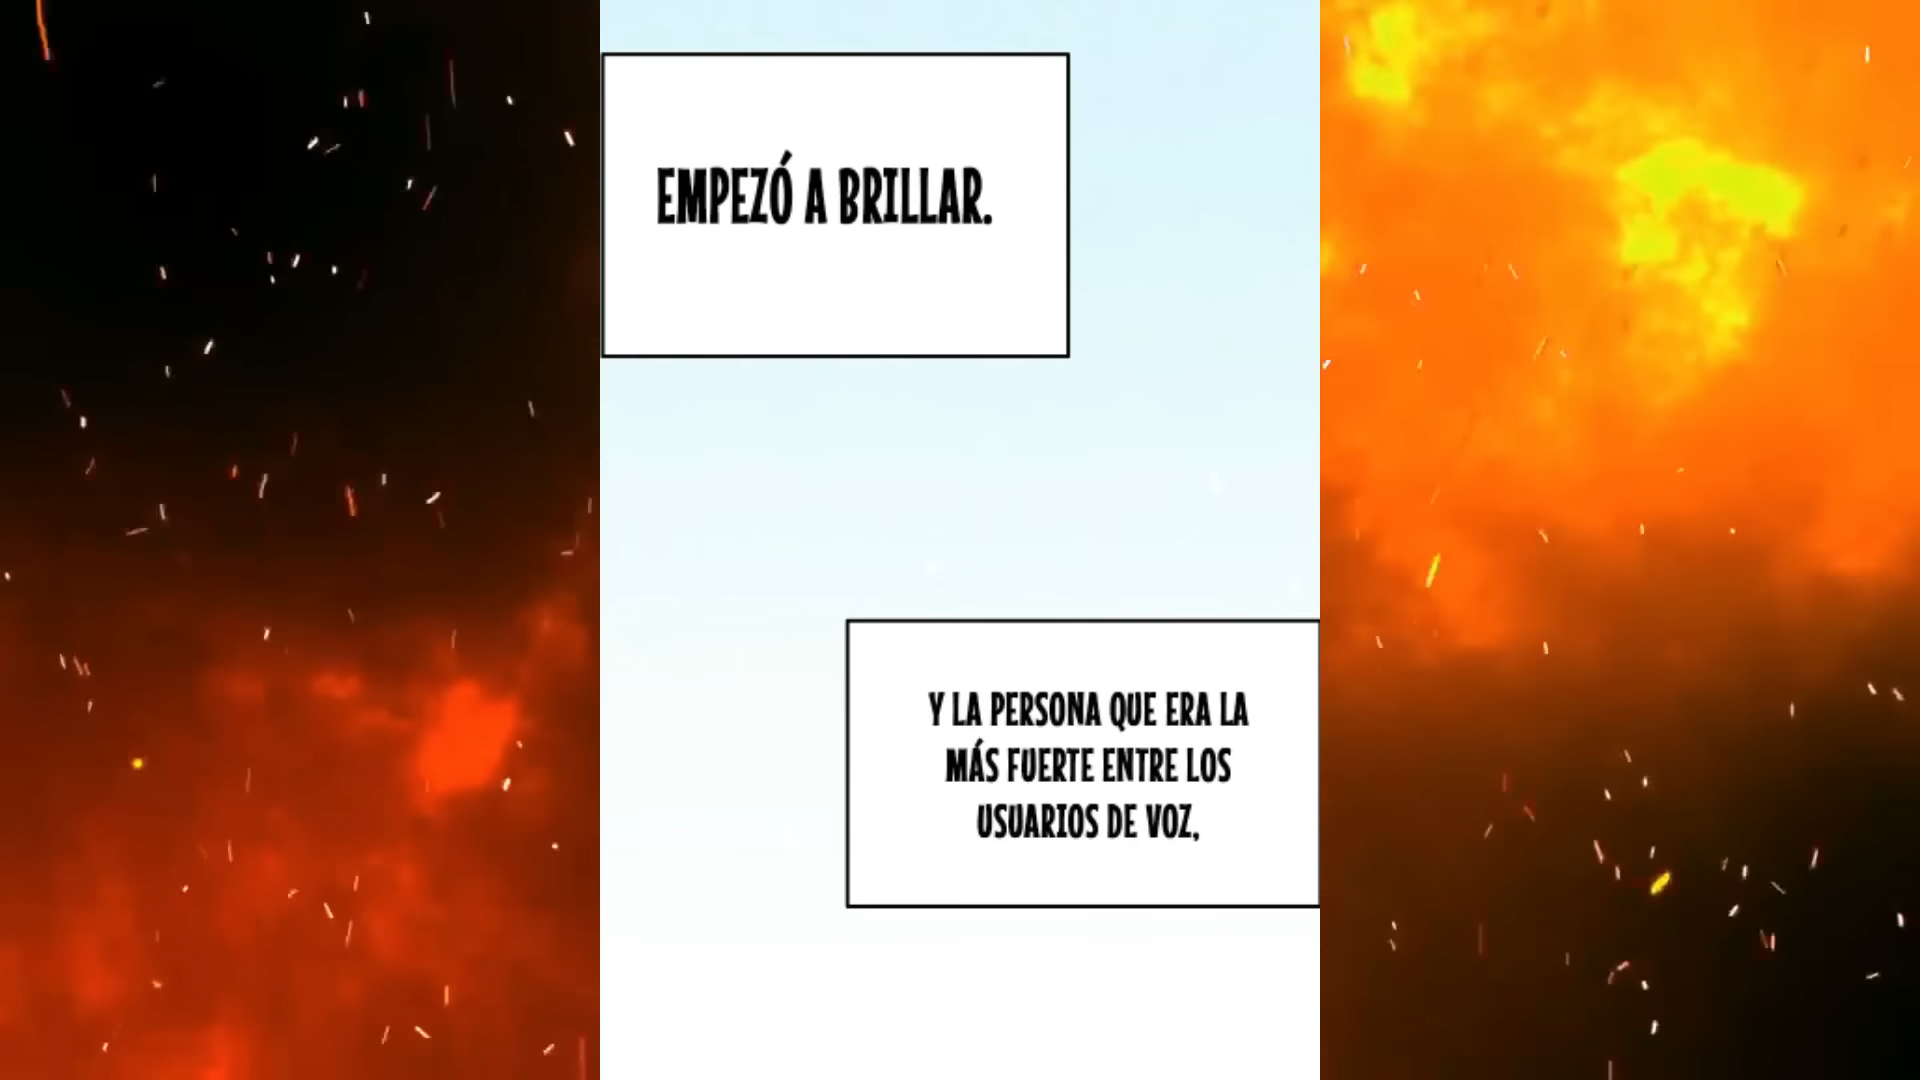 EMPEZÓ A BRILLAR.
Y LA PERSONA QUE ERA LA
MÁS FUERTE ENTRE LOS
USUARIOS DE VOZ,